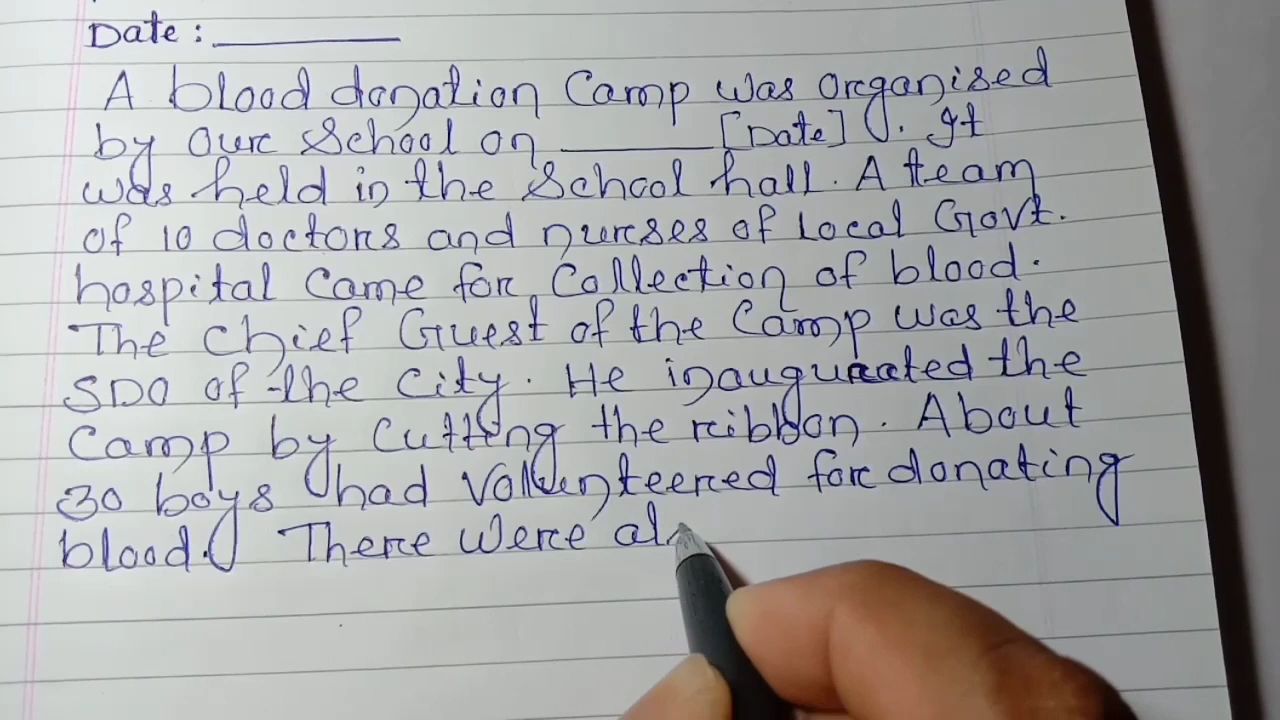 Date : ________
A blood donation Camp was organised
by our School on ________ [Date]. It
was held in the School hall. A team
of 10 doctors and nurses of Local Govt.
hospital Came for Collection of blood.
The Chief Guest of the Camp was the
SDO of the City. He inaugurated the
Camp by Cutting the ribbon. About
30 boys had Volunteered for donating
blood. There were al